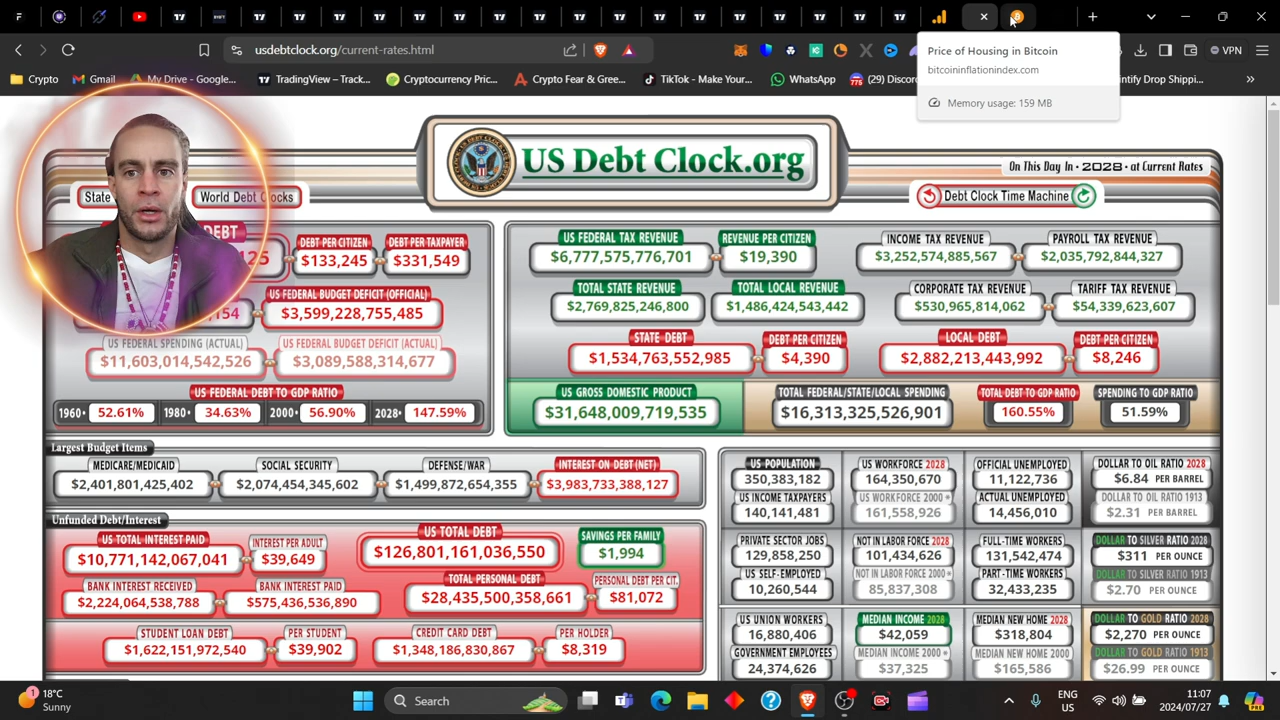 usdebtclock.org/current-rates.html
VPN
Crypto
Gmail
My Drive - Google...
TradingView – Track...
Cryptocurrency Pric...
Crypto Fear & Gree...
TikTok - Make Your...
WhatsApp
(29) Discord
Price of Housing in Bitcoin
bitcoininflationindex.com
Memory usage: 159 MB
US Debt Clock.org
On This Day In • 2028 • at Current Rates
State
World Debt Clocks
Debt Clock Time Machine
DEBT
125
DEBT PER CITIZEN
$133,245
DEBT PER TAXPAYER
$331,549
154
US FEDERAL BUDGET DEFICIT (OFFICIAL)
$3,599,228,755,485
US FEDERAL SPENDING (ACTUAL)
$11,603,014,542,526
US FEDERAL BUDGET DEFICIT (ACTUAL)
$3,089,588,314,677
US FEDERAL DEBT TO GDP RATIO
1960• 52.61% 1980• 34.63% 2000• 56.90% 2028• 147.59%
US FEDERAL TAX REVENUE
$6,777,575,776,701
REVENUE PER CITIZEN
$19,390
INCOME TAX REVENUE
$3,252,574,885,567
PAYROLL TAX REVENUE
$2,035,792,844,327
TOTAL STATE REVENUE
$2,769,825,246,800
TOTAL LOCAL REVENUE
$1,486,424,543,442
CORPORATE TAX REVENUE
$530,965,814,062
TARIFF TAX REVENUE
$54,339,623,607
STATE DEBT
$1,534,763,552,985
DEBT PER CITIZEN
$4,390
LOCAL DEBT
$2,882,213,443,992
DEBT PER CITIZEN
$8,246
US GROSS DOMESTIC PRODUCT
$31,648,009,719,535
TOTAL FEDERAL/STATE/LOCAL SPENDING
$16,313,325,526,901
TOTAL DEBT TO GDP RATIO
160.55%
SPENDING TO GDP RATIO
51.59%
Largest Budget Items
MEDICARE/MEDICAID
$2,401,801,425,402
SOCIAL SECURITY
$2,074,454,345,602
DEFENSE/WAR
$1,499,872,654,355
INTEREST ON DEBT(NET)
$3,983,733,388,127
Unfunded Debt/Interest
US TOTAL INTEREST PAID
$10,771,142,067,041
INTEREST PER ADULT
$39,649
US TOTAL DEBT
$126,801,161,036,550
SAVINGS PER FAMILY
$1,994
BANK INTEREST RECEIVED
$2,224,064,538,788
BANK INTEREST PAID
$575,436,536,890
TOTAL PERSONAL DEBT
$28,435,500,358,661
PERSONAL DEBT PER CIT.
$81,072
STUDENT LOAN DEBT
$1,622,151,972,540
PER STUDENT
$39,902
CREDIT CARD DEBT
$1,348,186,830,867
PER HOLDER
$8,319
US POPULATION
350,383,182
US INCOME TAXPAYERS
140,141,481
US WORKFORCE 2028
164,350,670
US WORKFORCE 2000
161,558,926
OFFICIAL UNEMPLOYED
11,122,736
ACTUAL UNEMPLOYED
14,456,010
DOLLAR TO OIL RATIO 2028
$6.84 PER BARREL
DOLLAR TO OIL RATIO 1913
$2.31 PER BARREL
PRIVATE SECTOR JOBS
129,858,250
US SELF-EMPLOYED
10,260,544
NOT IN LABOR FORCE 2028
101,434,626
NOT IN LABOR FORCE 2000
85,837,308
FULL-TIME WORKERS
131,542,474
PART-TIME WORKERS
32,433,235
DOLLAR TO SILVER RATIO 2028
$311 PER OUNCE
DOLLAR TO SILVER RATIO 1913
$2.70 PER OUNCE
US UNION WORKERS
16,880,406
GOVERNMENT EMPLOYEES
24,374,626
MEDIAN INCOME 2028
$42,059
MEDIAN INCOME 2000
$37,325
MEDIAN NEW HOME 2028
$318,804
MEDIAN NEW HOME 2000
$165,586
DOLLAR TO GOLD RATIO 2028
$2,270 PER OUNCE
DOLLAR TO GOLD RATIO 1913
$26.99 PER OUNCE
18°C
Sunny
Search
ENG
US
11:07
2024/07/27